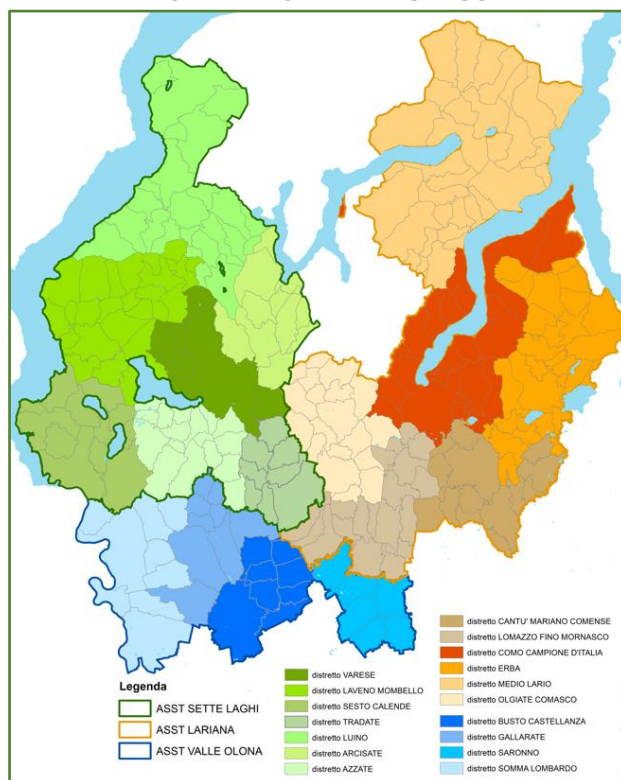 Legenda
ASST SETTE LAGHI
ASST LARIANA
ASST VALLE OLONA
distretto VARESE
distretto LAVENO MOMBELLO
distretto SESTO CALENDE
distretto TRADATE
distretto LUINO
distretto ARCISATE
distretto AZZATE
distretto CANTU' MARIANO COMENSE
distretto LOMAZZO FINO MORNASCO
distretto COMO CAMPIONE D'ITALIA
distretto ERBA
distretto MEDIO LARIO
distretto OLGIATE COMASCO
distretto BUSTO CASTELLANZA
distretto GALLARATE
distretto SARONNO
distretto SOMMA LOMBARDO